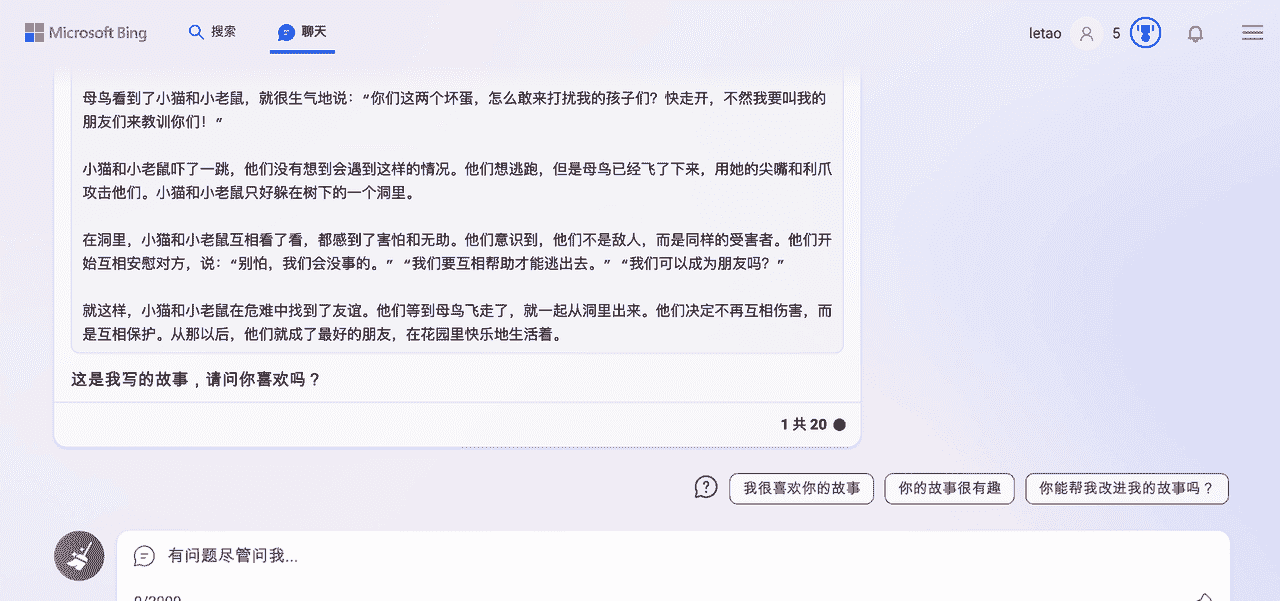 Microsoft Bing
搜索
聊天
letao
5
母鸟看到了小猫和小老鼠，就很生气地说：“你们这两个坏蛋，怎么敢来打扰我的孩子们？快走开，不然我要叫我的
朋友们来教训你们！”
小猫和小老鼠吓了一跳，他们没有想到会遇到这样的情况。他们想逃跑，但是母鸟已经飞了下来，用她的尖嘴和利爪
攻击他们。小猫和小老鼠只好躲在树下的一个洞里。
在洞里，小猫和小老鼠互相看了看，都感到了害怕和无助。他们意识到，他们不是敌人，而是同样的受害者。他们开
始互相安慰对方，说：“别怕，我们会没事的。” “我们要互相帮助才能逃出去。” “我们可以成为朋友吗？”
就这样，小猫和小老鼠在危难中找到了友谊。他们等到母鸟飞走了，就一起从洞里出来。他们决定不再互相伤害，而
是互相保护。从那以后，他们就成了最好的朋友，在花园里快乐地生活着。
这是我写的故事，请问你喜欢吗？
1 共 20
我很喜欢你的故事
你的故事很有趣
你能帮我改进我的故事吗？
有问题尽管问我...